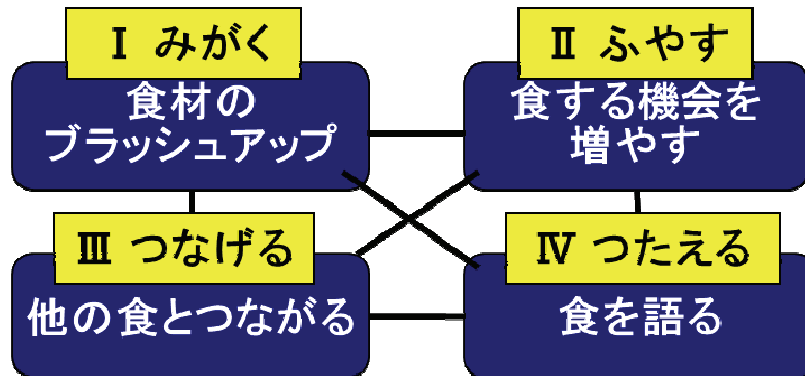 Ⅰ みがく
食材の
ブラッシュアップ
Ⅱ ふやす
食する機会を
増やす
Ⅲ つなげる
他の食とつながる
Ⅳ つたえる
食を語る